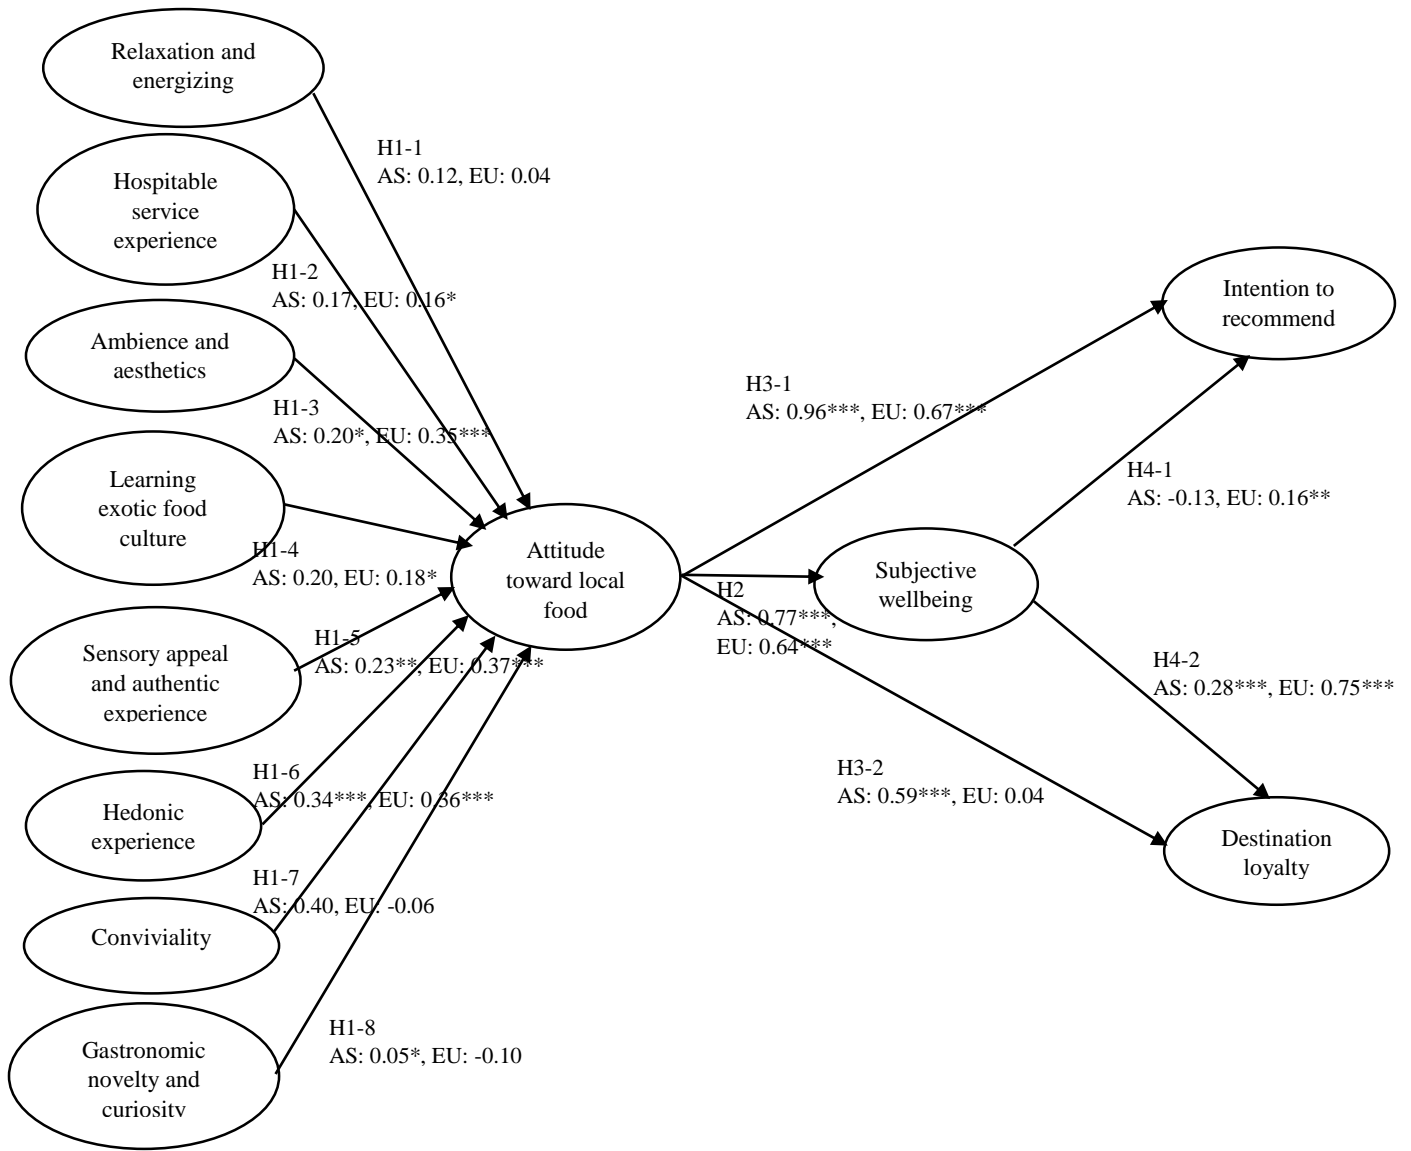 Relaxation and
energizing
H1-1
AS: 0.12, EU: 0.04
Hospitable
service
experience
H1-2
AS: 0.17, EU: 0.16*
Ambience and
aesthetics
H1-3
AS: 0.20*, EU: 0.35***
Learning
exotic food
culture
H1-4
AS: 0.20, EU: 0.18*
Sensory appeal
and authentic
experience
H1-5
AS: 0.23**, EU: 0.37***
Hedonic
experience
H1-6
AS: 0.34***, EU: 0.36***
Conviviality
H1-7
AS: 0.40, EU: -0.06
Gastronomic
novelty and
curiosity
H1-8
AS: 0.05*, EU: -0.10
Attitude
toward local
food
H2
AS: 0.77***,
EU: 0.64***
H3-1
AS: 0.96***, EU: 0.67***
H3-2
AS: 0.59***, EU: 0.04
Subjective
wellbeing
H4-1
AS: -0.13, EU: 0.16**
H4-2
AS: 0.28***, EU: 0.75***
Intention to
recommend
Destination
loyalty